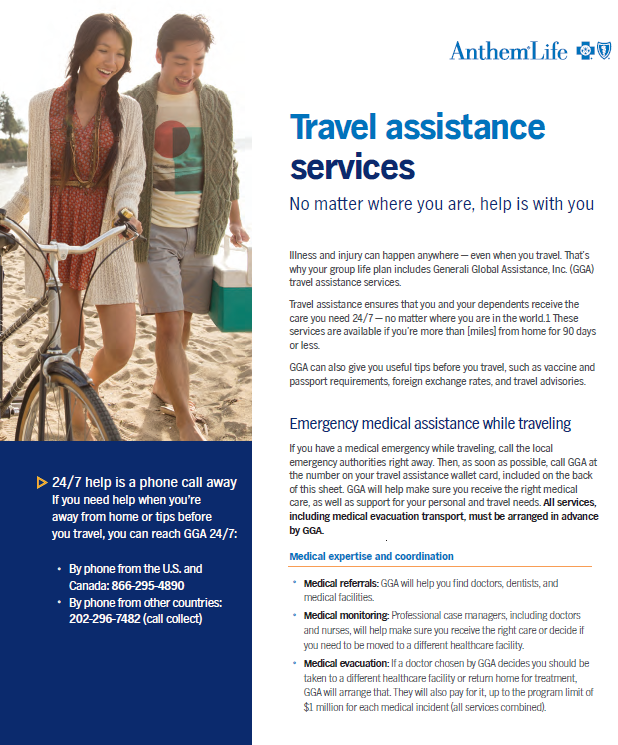 Anthem Life
Travel assistance
services
No matter where you are, help is with you
Illness and injury can happen anywhere — even when you travel. That's
why your group life plan includes Generali Global Assistance, Inc. (GGA)
travel assistance services.
Travel assistance ensures that you and your dependents receive the
care you need 24/7 — no matter where you are in the world.1 These
services are available if you're more than [miles] from home for 90 days
or less.
GGA can also give you useful tips before you travel, such as vaccine and
passport requirements, foreign exchange rates, and travel advisories.
Emergency medical assistance while traveling
If you have a medical emergency while traveling, call the local
emergency authorities right away. Then, as soon as possible, call GGA at
the number on your travel assistance wallet card, included on the back
of this sheet. GGA will help make sure you receive the right medical
care, as well as support for your personal and travel needs. All services,
including medical evacuation transport, must be arranged in advance
by GGA.
Medical expertise and coordination
• Medical referrals: GGA will help you find doctors, dentists, and
medical facilities.
• Medical monitoring: Professional case managers, including doctors
and nurses, will help make sure you receive the right care or decide if
you need to be moved to a different healthcare facility.
• Medical evacuation: If a doctor chosen by GGA decides you should be
taken to a different healthcare facility or return home for treatment,
GGA will arrange that. They will also pay for it, up to the program limit of
$1 million for each medical incident (all services combined).
24/7 help is a phone call away
If you need help when you're
away from home or tips before
you travel, you can reach GGA 24/7:
• By phone from the U.S. and
Canada: 866-295-4890
• By phone from other countries:
202-296-7482 (call collect)